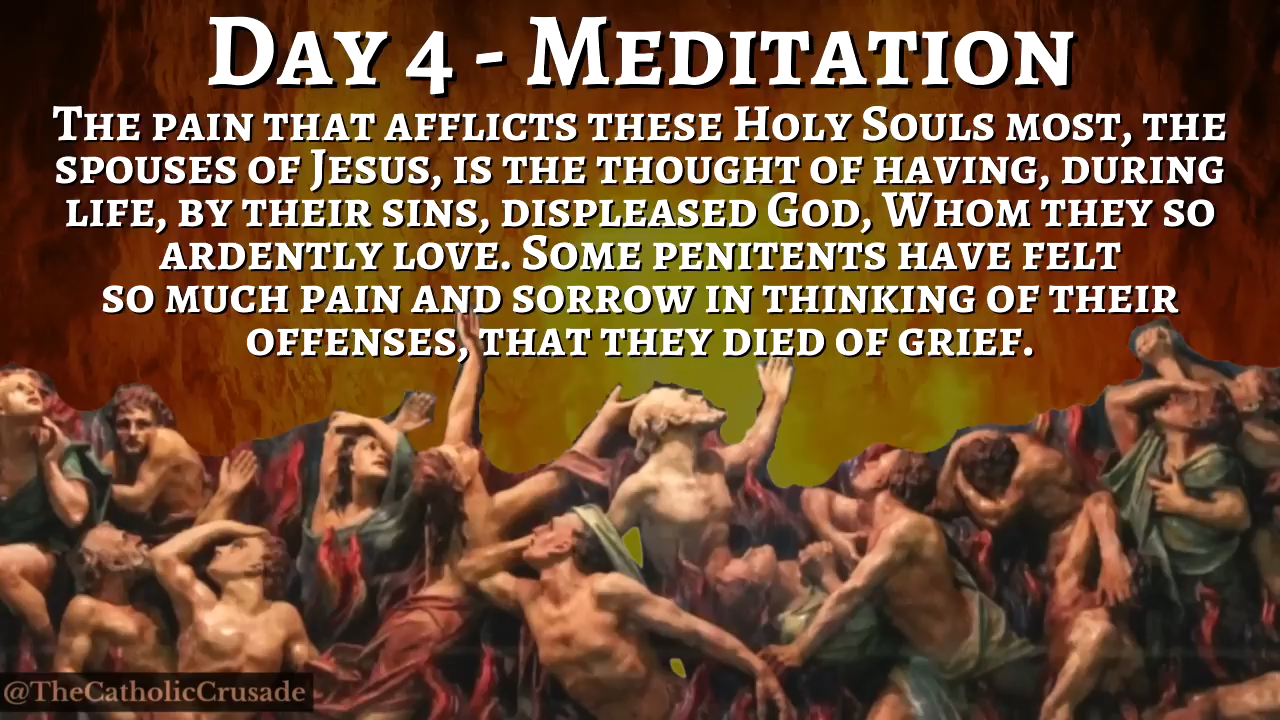 Day 4 - Meditation
The pain that afflicts these Holy Souls most, the
spouses of Jesus, is the thought of having, during
life, by their sins, displeased God, Whom they so
ardently love. Some penitents have felt
so much pain and sorrow in thinking of their
offenses, that they died of grief.
@TheCatholicCrusade